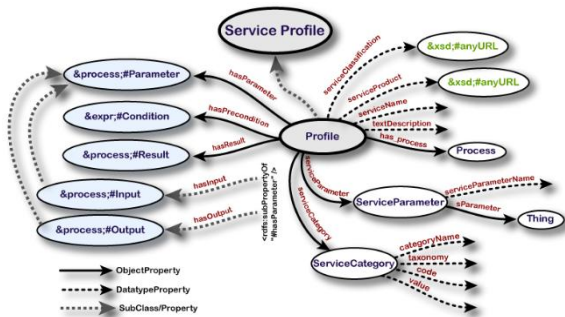 Service Profile
&process;#Parameter
hasParameter
serviceClassification
&xsd;#anyURL
serviceProduct
&xsd;#anyURL
&expr;#Condition
hasPrecondition
serviceName
textDescription
Profile
has_process
Process
&process;#Result
hasResult
&process;#Input
hasInput
<rdfs:subPropertyOf
"#hasParameter" />
serviceParameter
serviceParameterName
ServiceParameter
sParameter
Thing
&process;#Output
hasOutput
serviceCategory
categoryName
ServiceCategory
taxonomy
code
value
ObjectProperty
DatatypeProperty
SubClass/Property